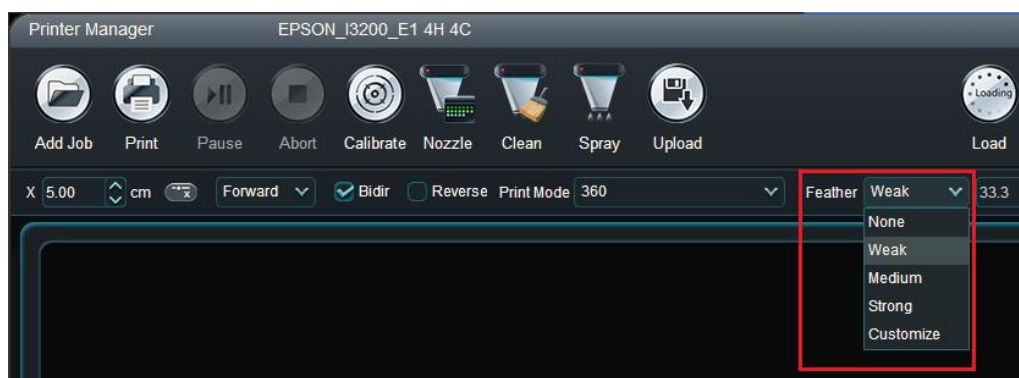 Printer Manager EPSON_I3200_E1 4H 4C
Loading
Add Job Print Pause Abort Calibrate Nozzle Clean Spray Upload Load
X 5.00 cm Forward Bidir Reverse Print Mode 360 Feather Weak 33.3
None
Weak
Medium
Strong
Customize